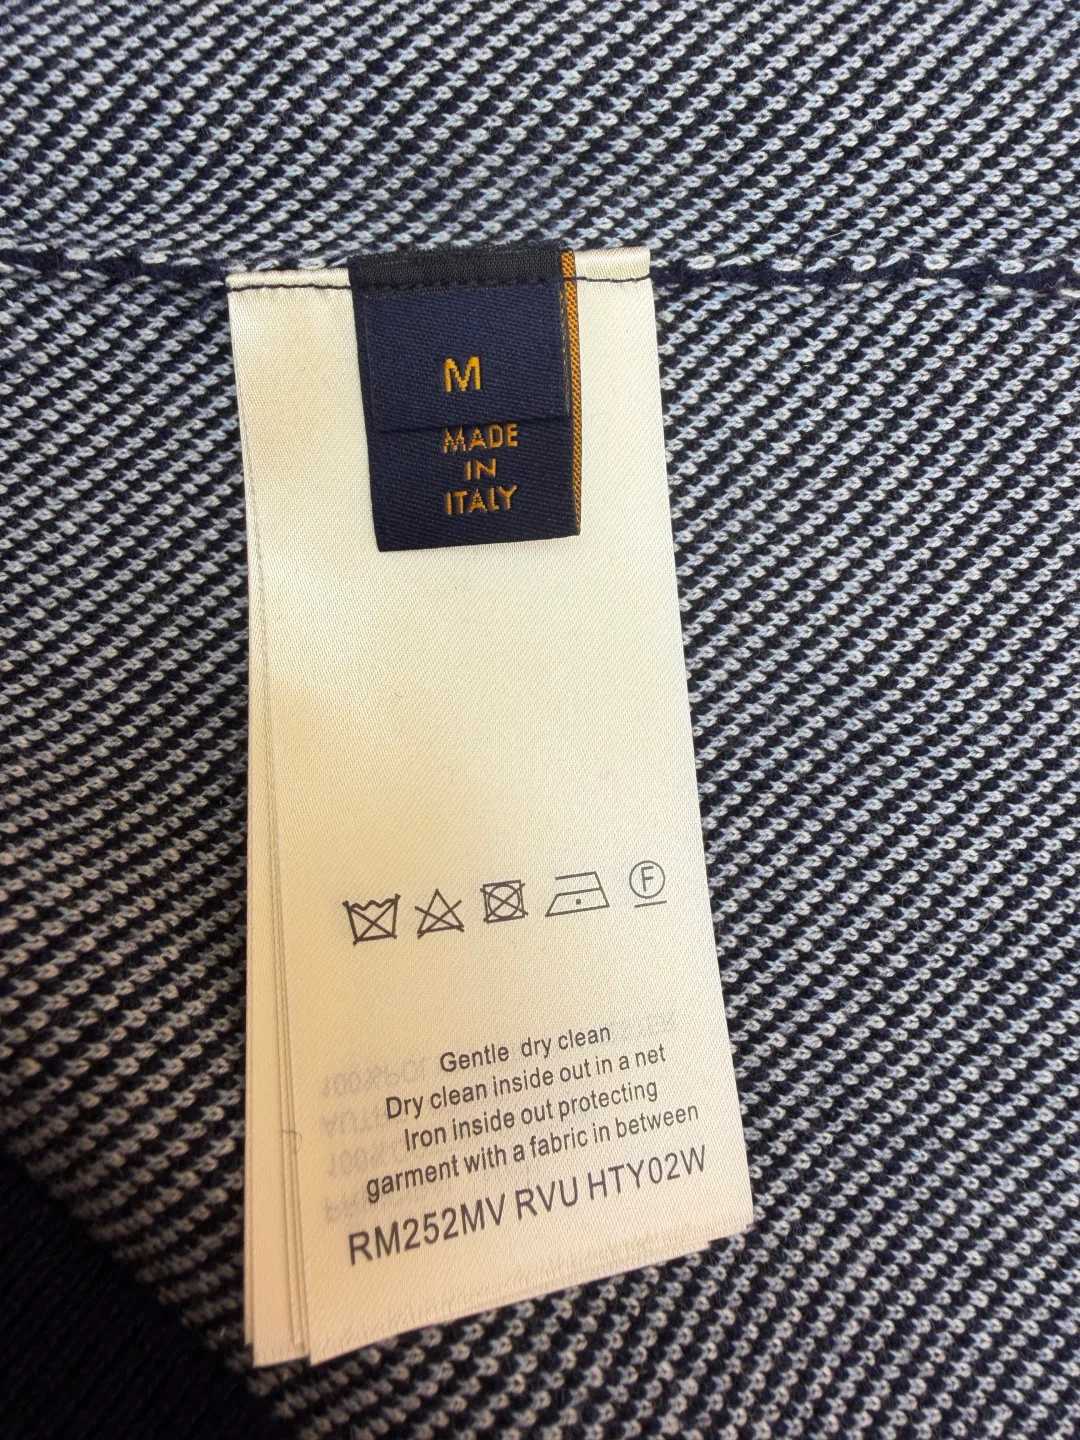 M
MADE
IN
ITALY
F
Gentle dry clean
Dry clean inside out in a net
Iron inside out protecting
garment with a fabric in between
RM252MV RVU HTY02W